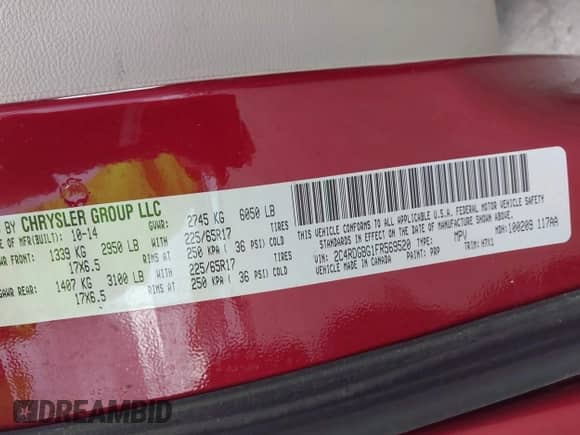 BY CHRYSLER GROUP LLC
E OF MFR(BUILT): 10-14
GVWR: 2745 KG 6050 LB
WR FRONT: 1339 KG 2950 LB WITH 225/65R17 TIRES
17X6.5 RIMS AT 250 KPA ( 36 PSI) COLD
GAWR REAR: 1407 KG 3100 LB WITH 225/65R17 TIRES
17X6.5 RIMS AT 250 KPA ( 36 PSI) COLD
THIS VEHICLE CONFORMS TO ALL APPLICABLE U.S.A. FEDERAL MOTOR VEHICLE SAFETY
STANDARDS IN EFFECT ON THE DATE OF MANUFACTURE SHOWN ABOVE.
VIN: 2C4RDGBG1FR569520 TYPE: MPV MDH: 100209 117AA
VEHICLE MADE IN CANADA PAINT: PRP TRIM: H7X1
DREAMBID